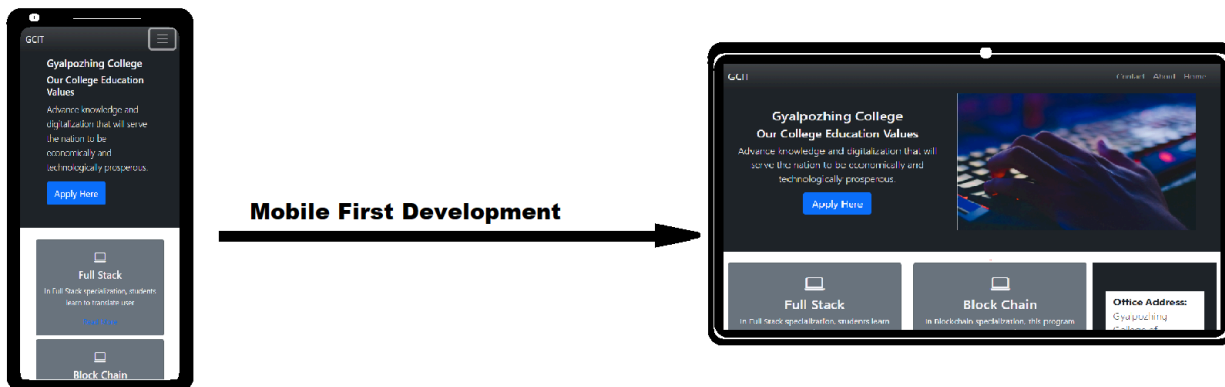 GCIT
Gyalpozhing College
Our College Education
Values
Advance knowledge and
digitalization that will serve
the nation to be
economically and
technologically prosperous.
Apply Here
Full Stack
In Full Stack specialization, students
learn to translate user
Block Chain
Mobile First Development
GCIT
Contact About Home
Gyalpozhing College
Our College Education Values
Advance knowledge and digitalization that will
serve the nation to be economically and
technologically prosperous.
Apply Here
Full Stack
In Full Stack specialization, students learn
Block Chain
In Blockchain specialization, this program
Office Address:
Gyalpozhing
College of